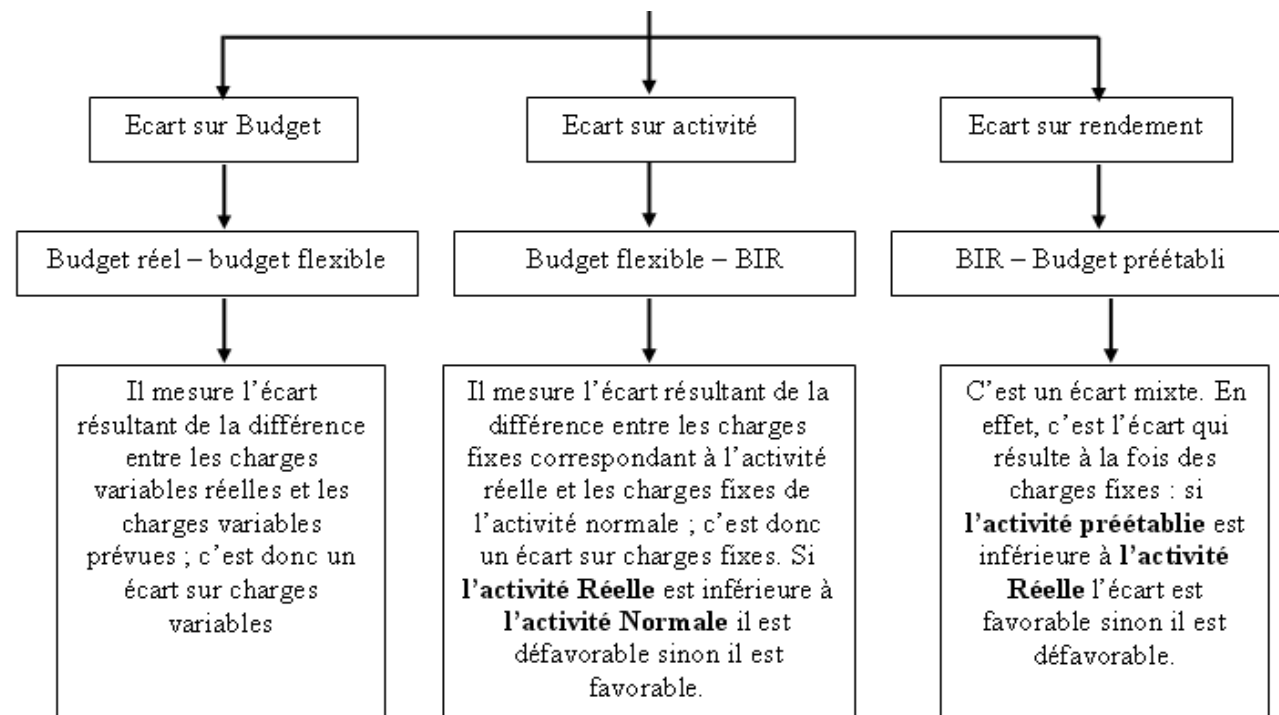 Ecart sur Budget
Ecart sur activité
Ecart sur rendement
Budget réel – budget flexible
Budget flexible – BIR
BIR – Budget préétabli
Il mesure l’écart
résultant de la différence
entre les charges
variables réelles et les
charges variables
prévues ; c’est donc un
écart sur charges
variables
Il mesure l’écart résultant de la
différence entre les charges
fixes correspondant à l’activité
réelle et les charges fixes de
l’activité normale ; c’est donc
un écart sur charges fixes. Si
l’activité Réelle est inférieure à
l’activité Normale il est
défavorable sinon il est
favorable.
C’est un écart mixte. En
effet, c’est l’écart qui
résulte à la fois des
charges fixes : si
l’activité préétablie est
inférieure à l’activité
Réelle l’écart est
favorable sinon il est
défavorable.